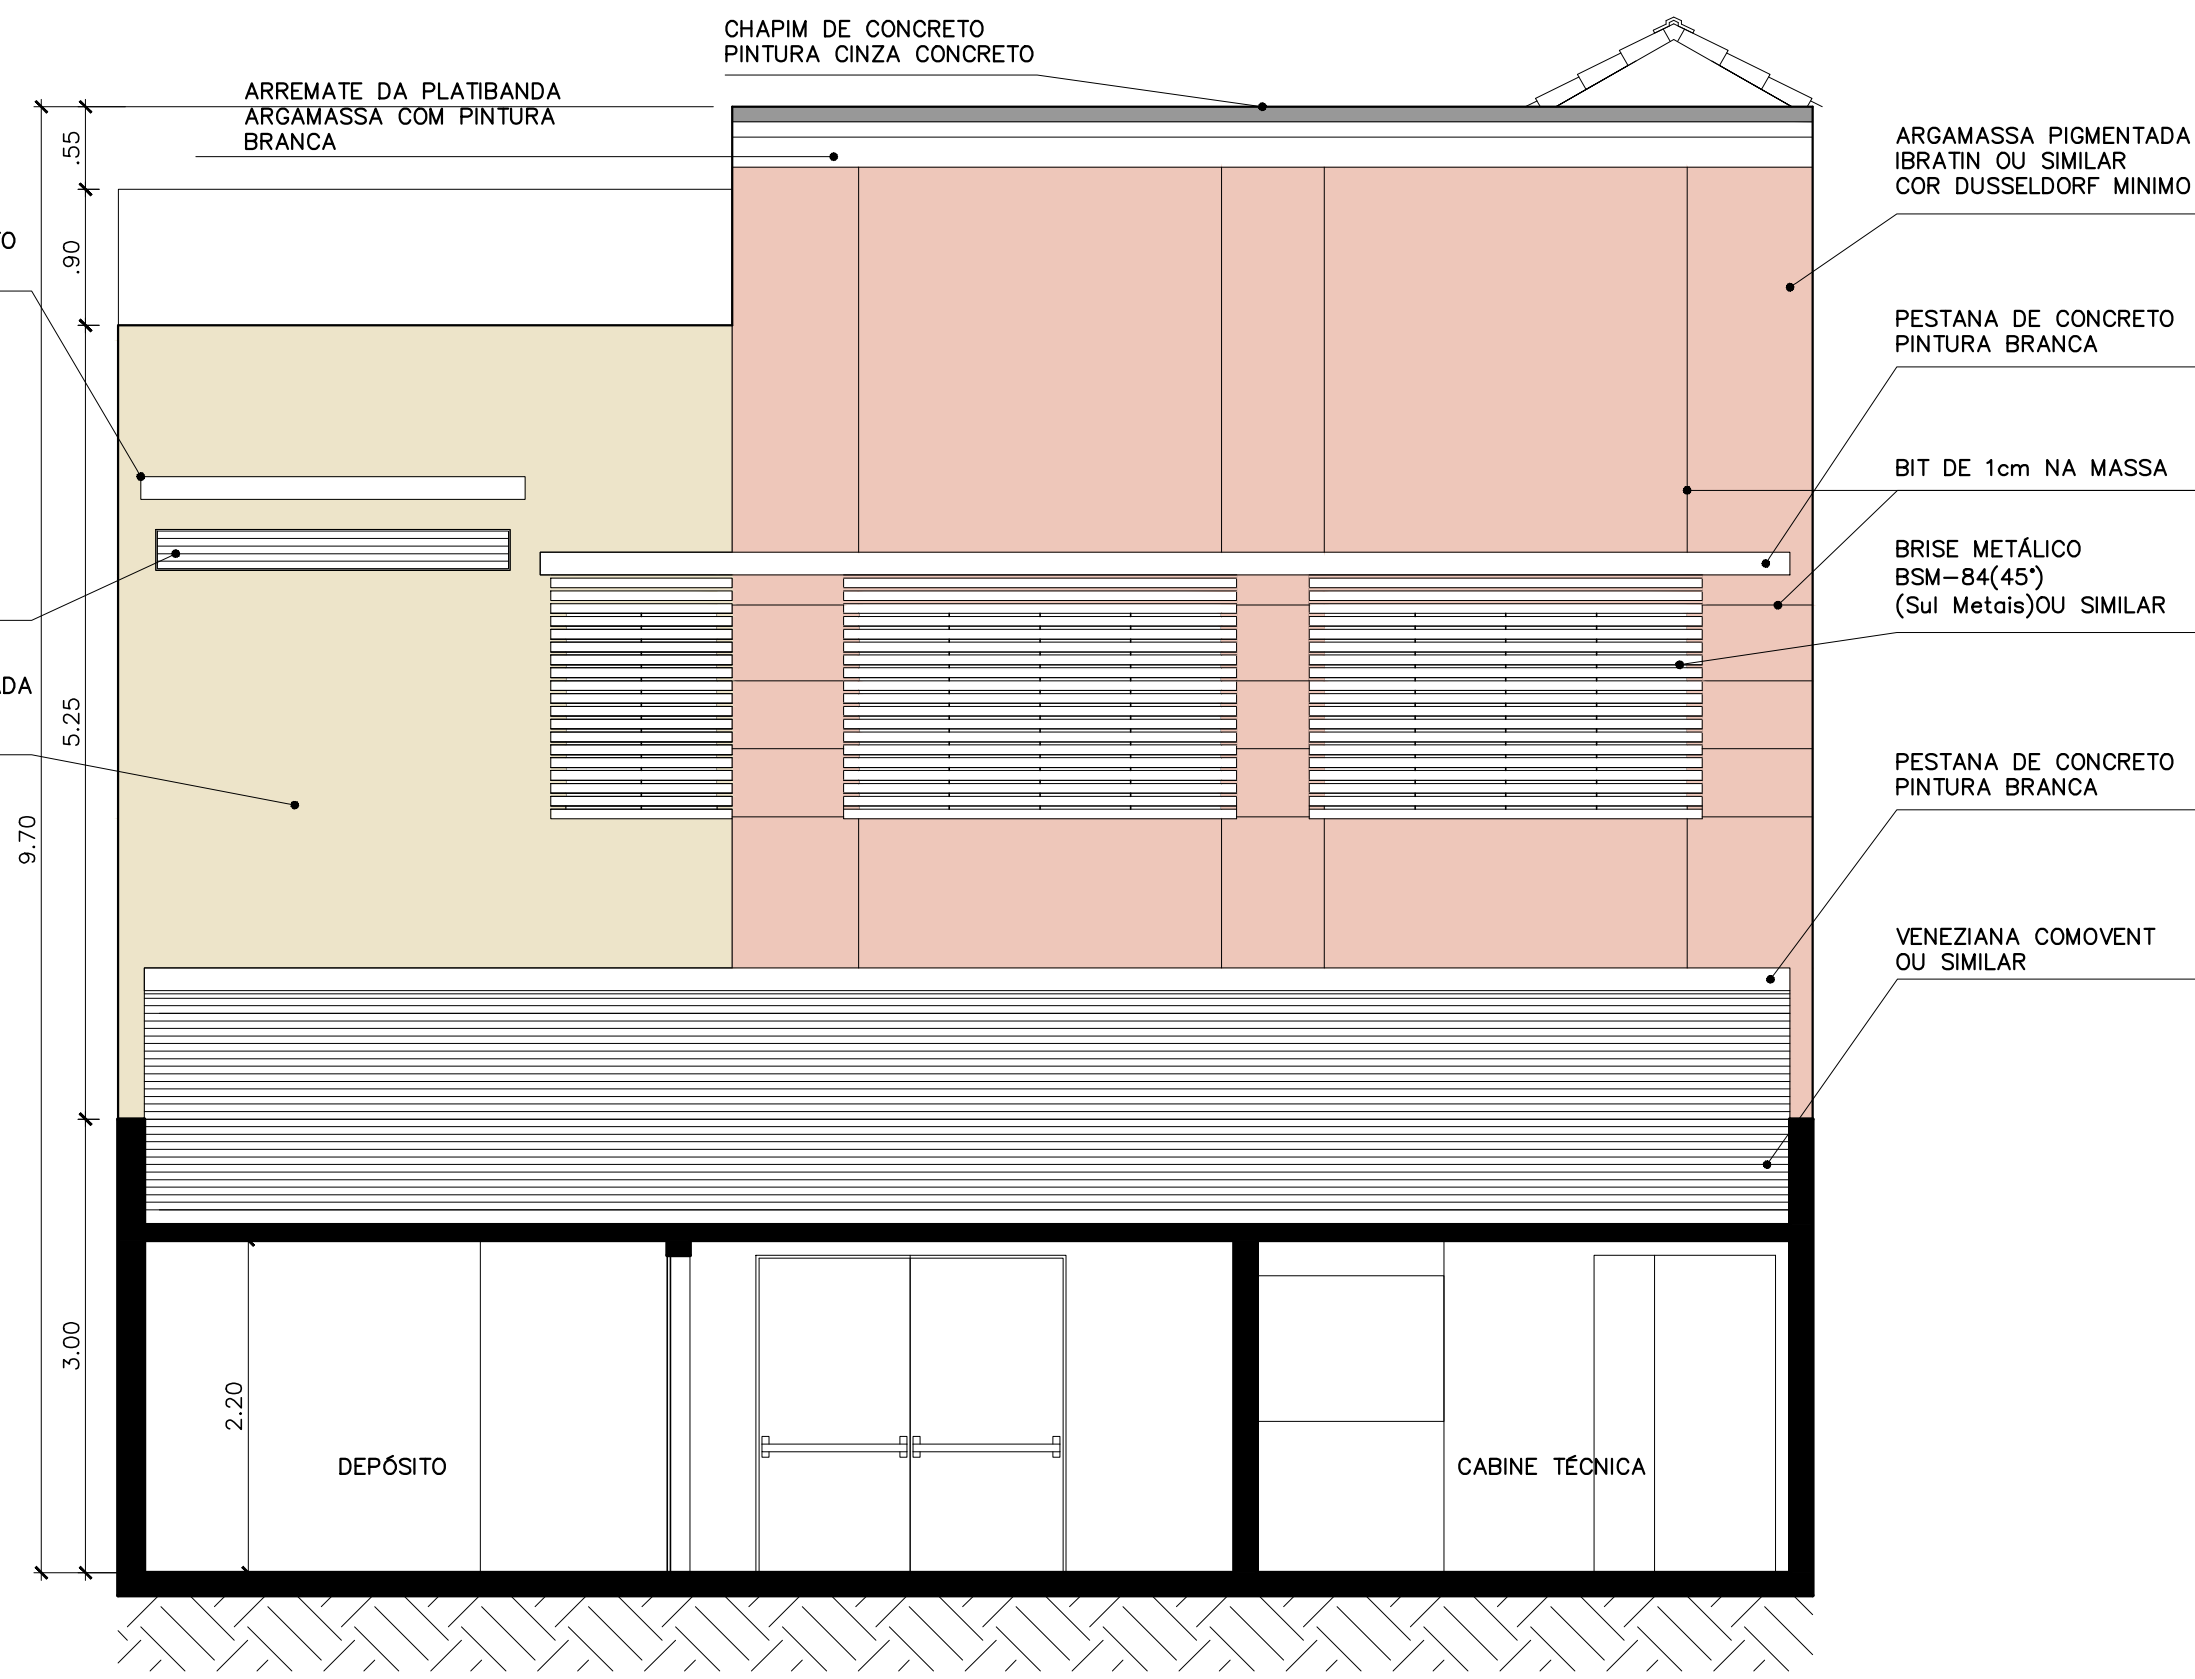 CHAPIM DE CONCRETO
PINTURA CINZA CONCRETO
ARREMATE DA PLATIBANDA
ARGAMASSA COM PINTURA
BRANCA
ARGAMASSA PIGMENTADA
IBRATIN OU SIMILAR
COR DUSSELDORF MINIMO
PESTANA DE CONCRETO
PINTURA BRANCA
BIT DE 1cm NA MASSA
BRISE METÁLICO
BSM-84(45°)
(Sul Metais)OU SIMILAR
PESTANA DE CONCRETO
PINTURA BRANCA
VENEZIANA COMOVENT
OU SIMILAR
.55
.90
5.25
9.70
3.00
2.20
DEPÓSITO
CABINE TÉCNICA